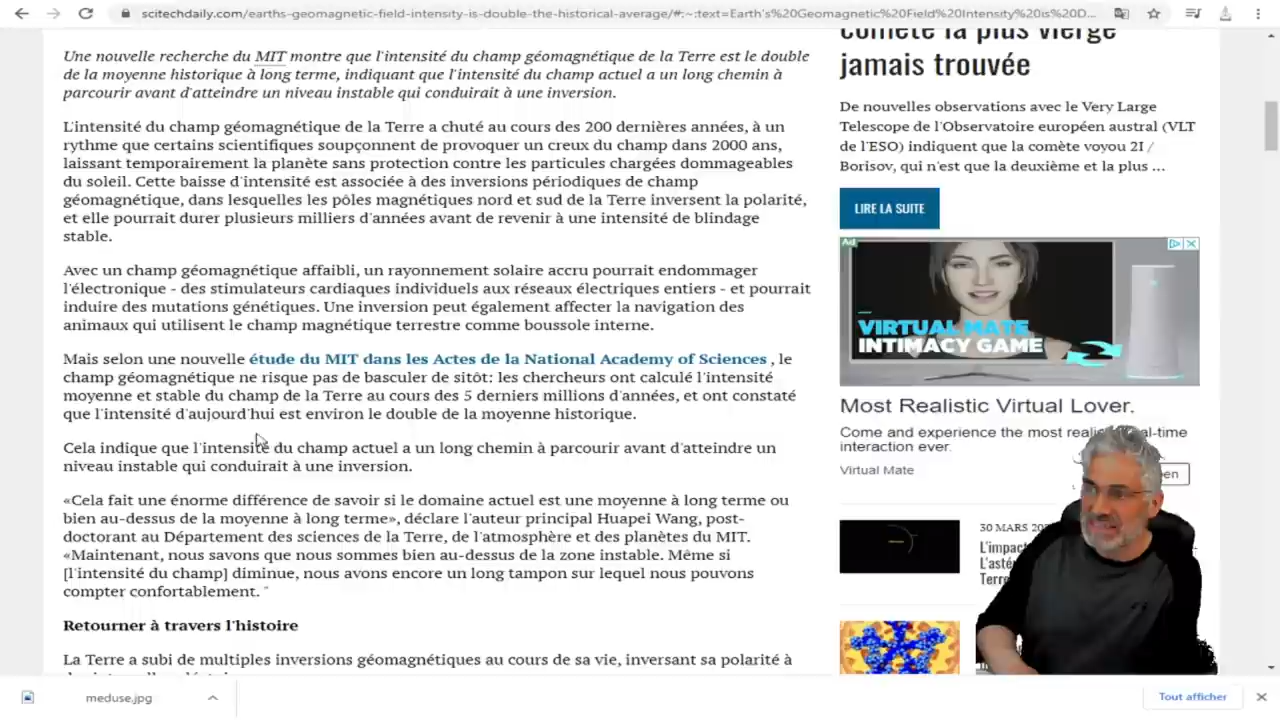 scitechdaily.com/earths-geomagnetic-field-intensity-is-double-the-historical-average/#:~:text=Earth's%20Geomagnetic%20Field%20Intensity%20is%20D...
Une nouvelle recherche du MIT montre que l'intensité du champ géomagnétique de la Terre est le double
de la moyenne historique à long terme, indiquant que l'intensité du champ actuel a un long chemin à
parcourir avant d'atteindre un niveau instable qui conduirait à une inversion.
L'intensité du champ géomagnétique de la Terre a chuté au cours des 200 dernières années, à un
rythme que certains scientifiques soupçonnent de provoquer un creux du champ dans 2000 ans,
laissant temporairement la planète sans protection contre les particules chargées dommageables
du soleil. Cette baisse d'intensité est associée à des inversions périodiques de champ
géomagnétique, dans lesquelles les pôles magnétiques nord et sud de la Terre inversent la polarité,
et elle pourrait durer plusieurs milliers d'années avant de revenir à une intensité de blindage
stable.
Avec un champ géomagnétique affaibli, un rayonnement solaire accru pourrait endommager
l'électronique - des stimulateurs cardiaques individuels aux réseaux électriques entiers - et pourrait
induire des mutations génétiques. Une inversion peut également affecter la navigation des
animaux qui utilisent le champ magnétique terrestre comme boussole interne.
Mais selon une nouvelle étude du MIT dans les Actes de la National Academy of Sciences , le
champ géomagnétique ne risque pas de basculer de sitôt: les chercheurs ont calculé l'intensité
moyenne et stable du champ de la Terre au cours des 5 derniers millions d'années, et ont constaté
que l'intensité d'aujourd'hui est environ le double de la moyenne historique.
Cela indique que l'intensité du champ actuel a un long chemin à parcourir avant d'atteindre un
niveau instable qui conduirait à une inversion.
«Cela fait une énorme différence de savoir si le domaine actuel est une moyenne à long terme ou
bien au-dessus de la moyenne à long terme», déclare l'auteur principal Huapei Wang, post-
doctorant au Département des sciences de la Terre, de l'atmosphère et des planètes du MIT.
«Maintenant, nous savons que nous sommes bien au-dessus de la zone instable. Même si
[l'intensité du champ] diminue, nous avons encore un long tampon sur lequel nous pouvons
compter confortablement. "
Retourner à travers l'histoire
La Terre a subi de multiples inversions géomagnétiques au cours de sa vie, inversant sa polarité à
comète la plus vierge
jamais trouvée
De nouvelles observations avec le Very Large
Telescope de l'Observatoire européen austral (VLT
de l'ESO) indiquent que la comète voyou 2I /
Borisov, qui n'est que la deuxième et la plus ...
LIRE LA SUITE
Ad
VIRTUAL MATE
INTIMACY GAME
Most Realistic Virtual Lover.
Come and experience the most real-time
interaction ever.
Virtual Mate
30 MARS
L'impact
Terre
meduse.jpg
Tout afficher